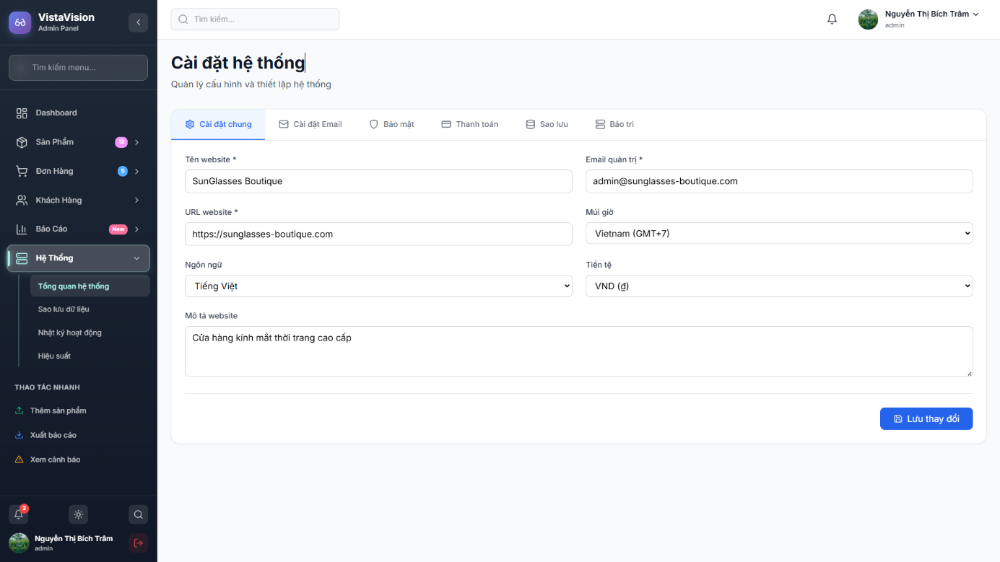 VistaVision
Admin Panel
Tìm kiếm menu...
Dashboard
Sản Phẩm 12
Đơn Hàng 5
Khách Hàng
Báo Cáo New
Hệ Thống
Tổng quan hệ thống
Sao lưu dữ liệu
Nhật ký hoạt động
Hiệu suất
THAO TÁC NHANH
Thêm sản phẩm
Xuất báo cáo
Xem cảnh báo
2
Nguyễn Thị Bích Trâm
admin
Tìm kiếm...
Nguyễn Thị Bích Trâm
admin
Cài đặt hệ thống
Quản lý cấu hình và thiết lập hệ thống
Cài đặt chung Cài đặt Email Bảo mật Thanh toán Sao lưu Bảo trì
Tên website *
SunGlasses Boutique
Email quản trị *
admin@sunglasses-boutique.com
URL website *
https://sunglasses-boutique.com
Múi giờ
Vietnam (GMT+7)
Ngôn ngữ
Tiếng Việt
Tiền tệ
VND (₫)
Mô tả website
Cửa hàng kính mắt thời trang cao cấp
Lưu thay đổi